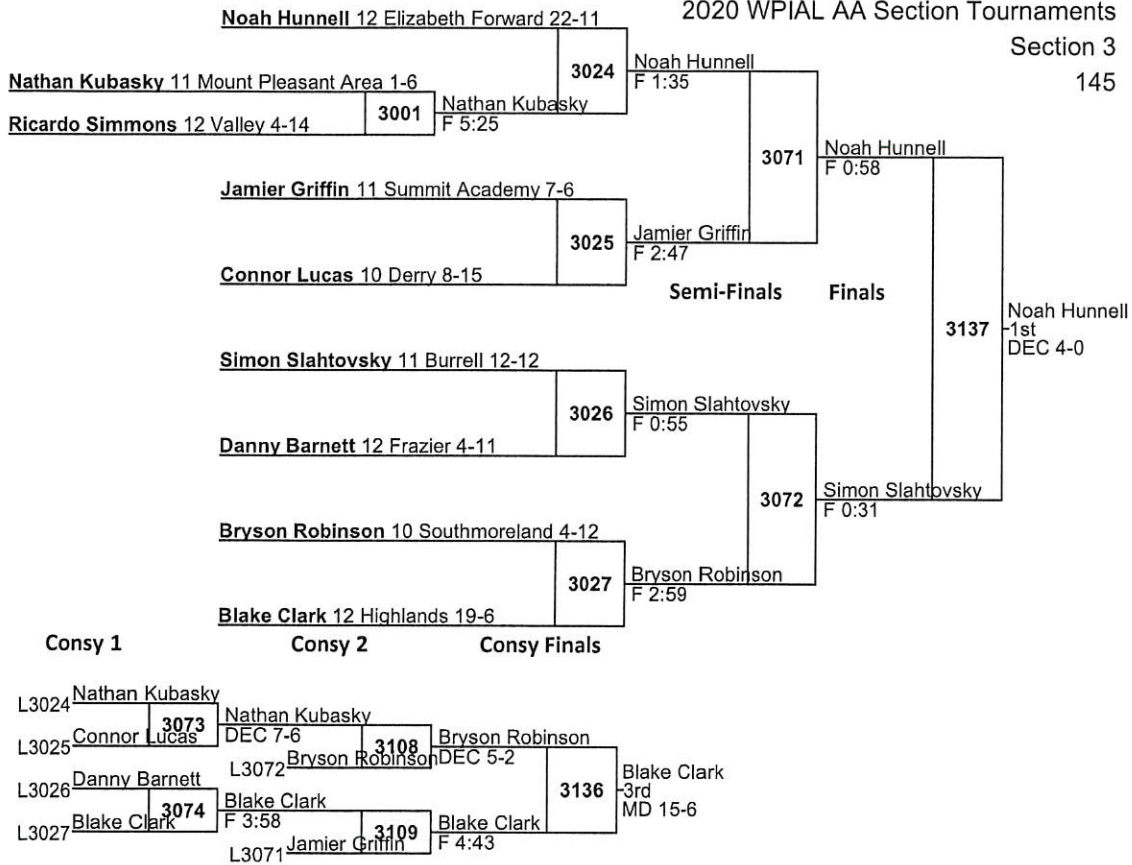 2020 WPIAL AA Section Tournaments
Section 3
145
Noah Hunnell 12 Elizabeth Forward 22-11
3024
Noah Hunnell
F 1:35
Nathan Kubasky 11 Mount Pleasant Area 1-6
3001
Nathan Kubasky
F 5:25
Ricardo Simmons 12 Valley 4-14
3071
Noah Hunnell
F 0:58
Jamier Griffin 11 Summit Academy 7-6
3025
Jamier Griffin
F 2:47
Connor Lucas 10 Derry 8-15
Semi-Finals
Finals
3137
Noah Hunnell
1st
DEC 4-0
Simon Slahtovsky 11 Burrell 12-12
3026
Simon Slahtovsky
F 0:55
Danny Barnett 12 Frazier 4-11
3072
Simon Slahtovsky
F 0:31
Bryson Robinson 10 Southmoreland 4-12
3027
Bryson Robinson
F 2:59
Blake Clark 12 Highlands 19-6
Consy 1
Consy 2
Consy Finals
L3024 Nathan Kubasky
3073
Nathan Kubasky
DEC 7-6
L3025 Connor Lucas
3108
Bryson Robinson
DEC 5-2
L3072 Bryson Robinson
L3026 Danny Barnett
3074
Blake Clark
F 3:58
L3027 Blake Clark
3109
Blake Clark
F 4:43
L3071 Jamier Griffin
3136
Blake Clark
3rd
MD 15-6